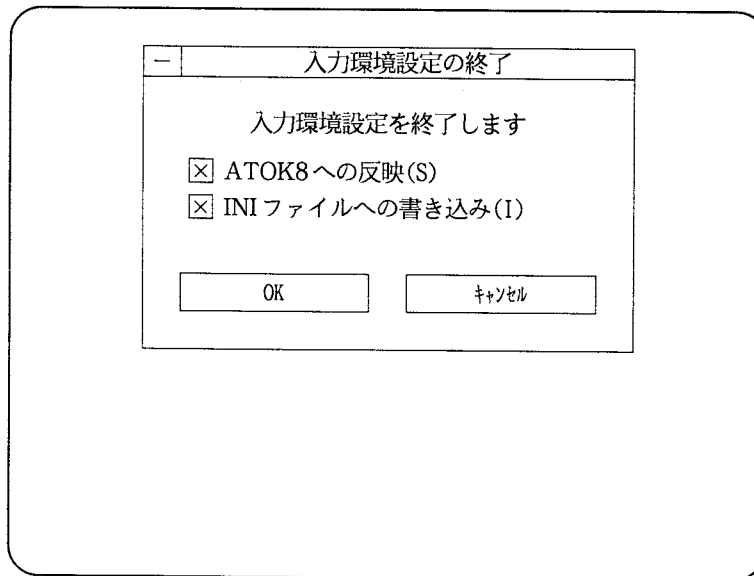 入力環境設定の終了
入力環境設定を終了します
ATOK8への反映(S)
INIファイルへの書き込み(I)
OK
ｷｬﾝｾﾙ